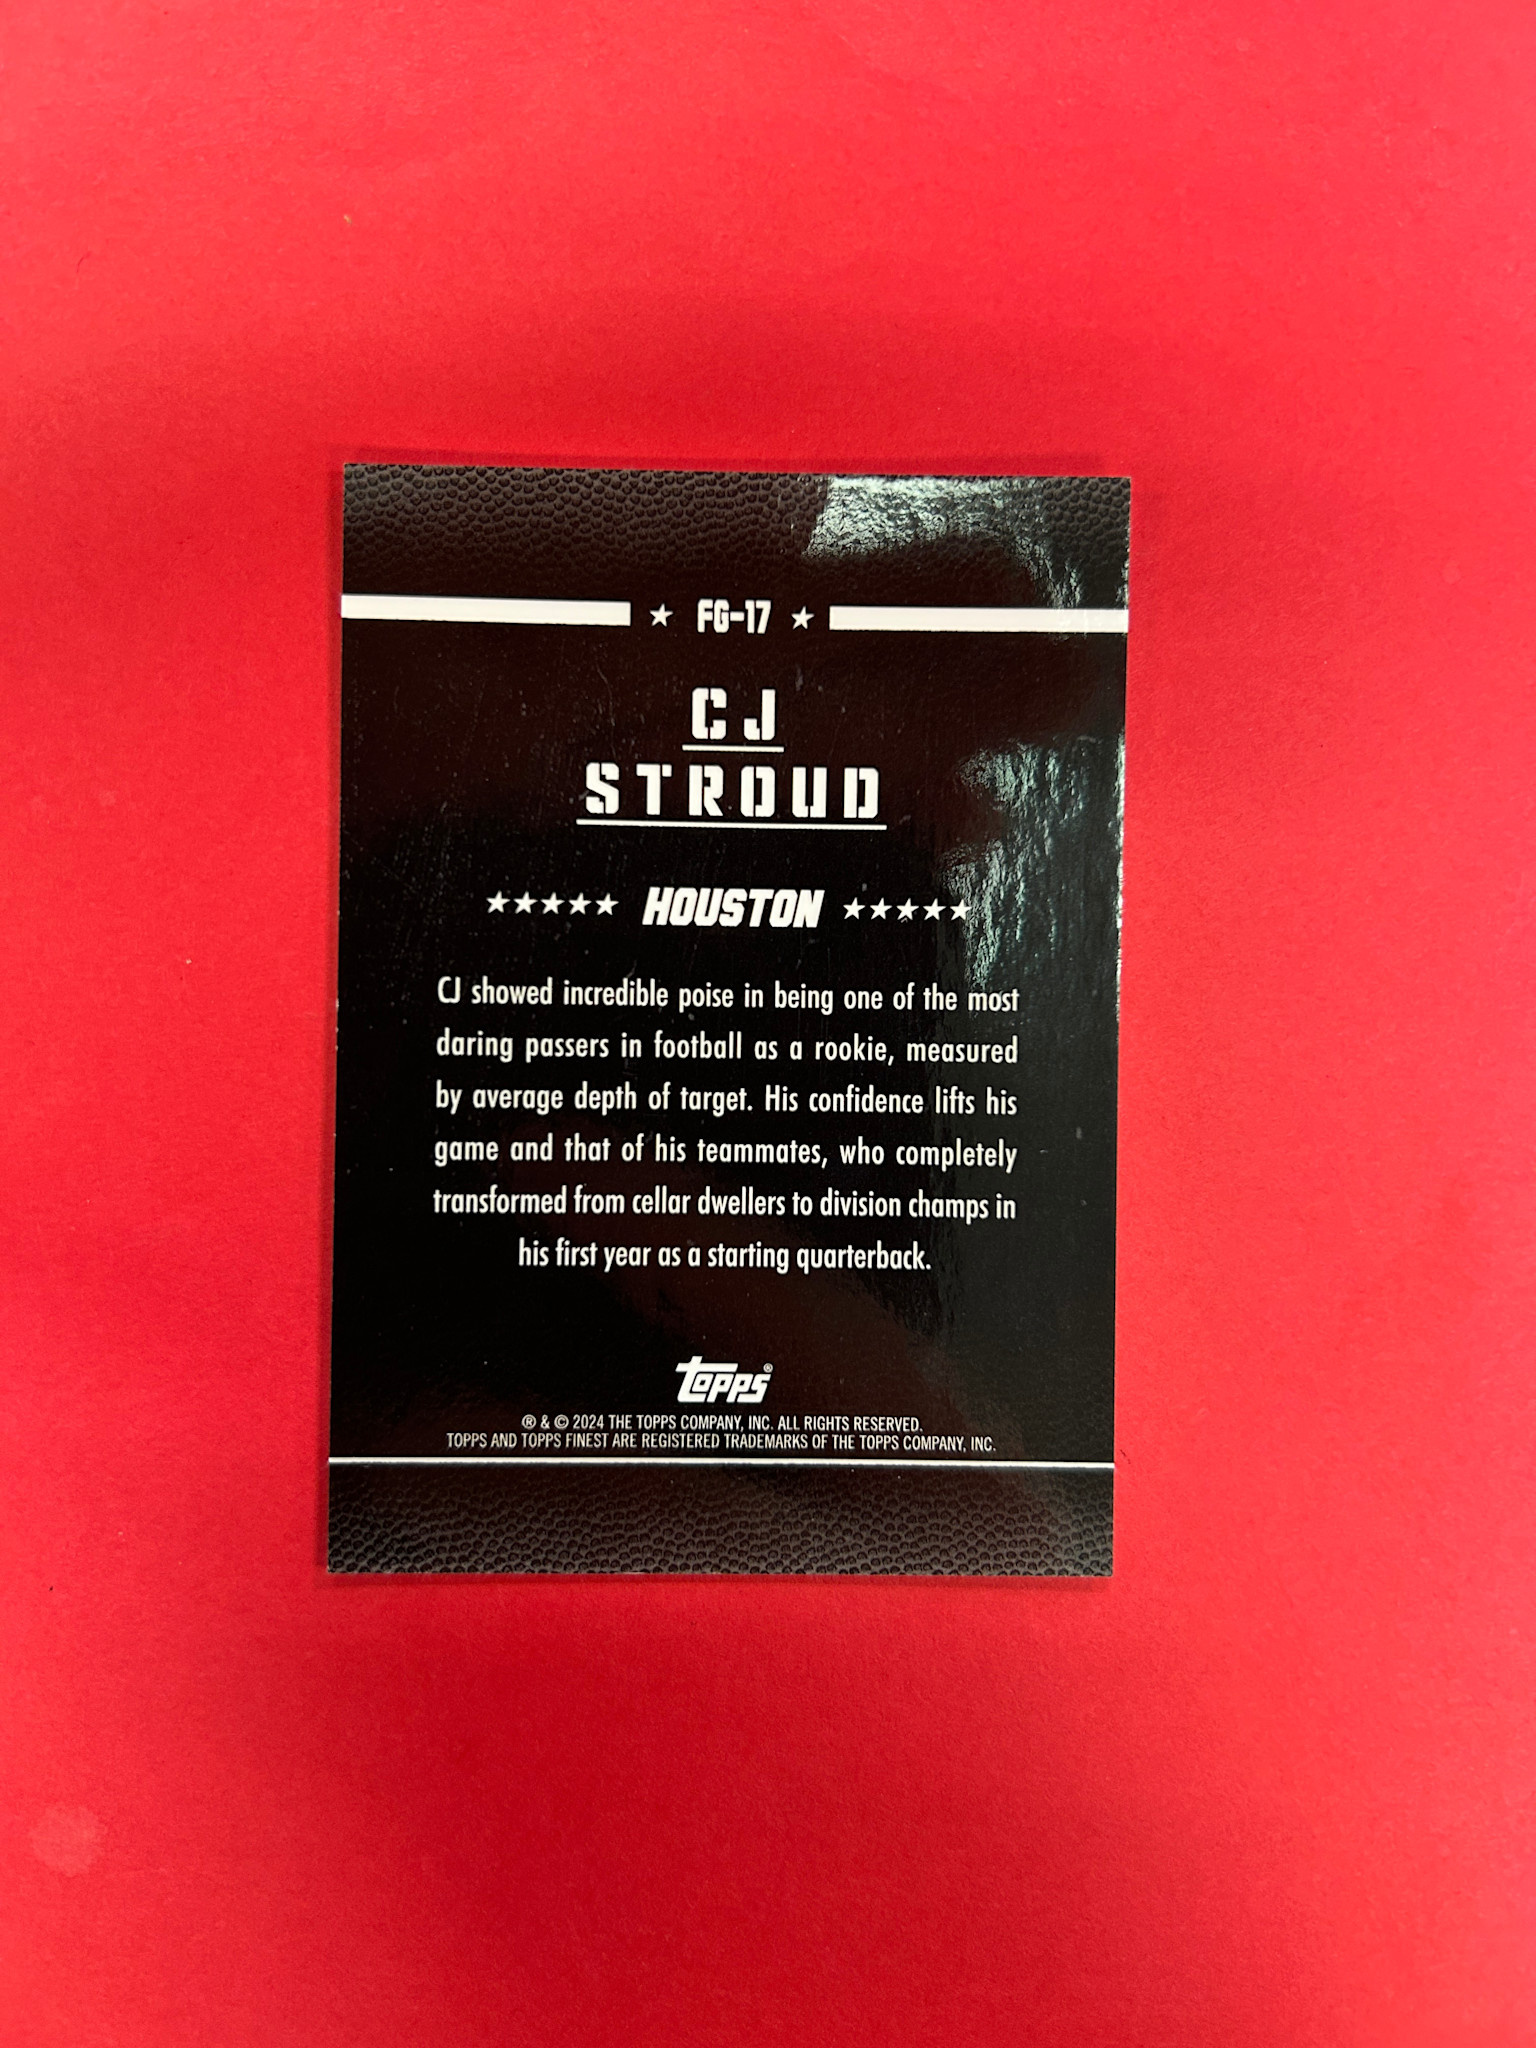 ★ FG-17 ★
CJ
STROUD
★★★★★ HOUSTON ★★★★★
CJ showed incredible poise in being one of the most
daring passers in football as a rookie, measured
by average depth of target. His confidence lifts his
game and that of his teammates, who completely
transformed from cellar dwellers to division champs in
his first year as a starting quarterback.
topps®
® & © 2024 THE TOPPS COMPANY, INC. ALL RIGHTS RESERVED.
TOPPS AND TOPPS FINEST ARE REGISTERED TRADEMARKS OF THE TOPPS COMPANY, INC.